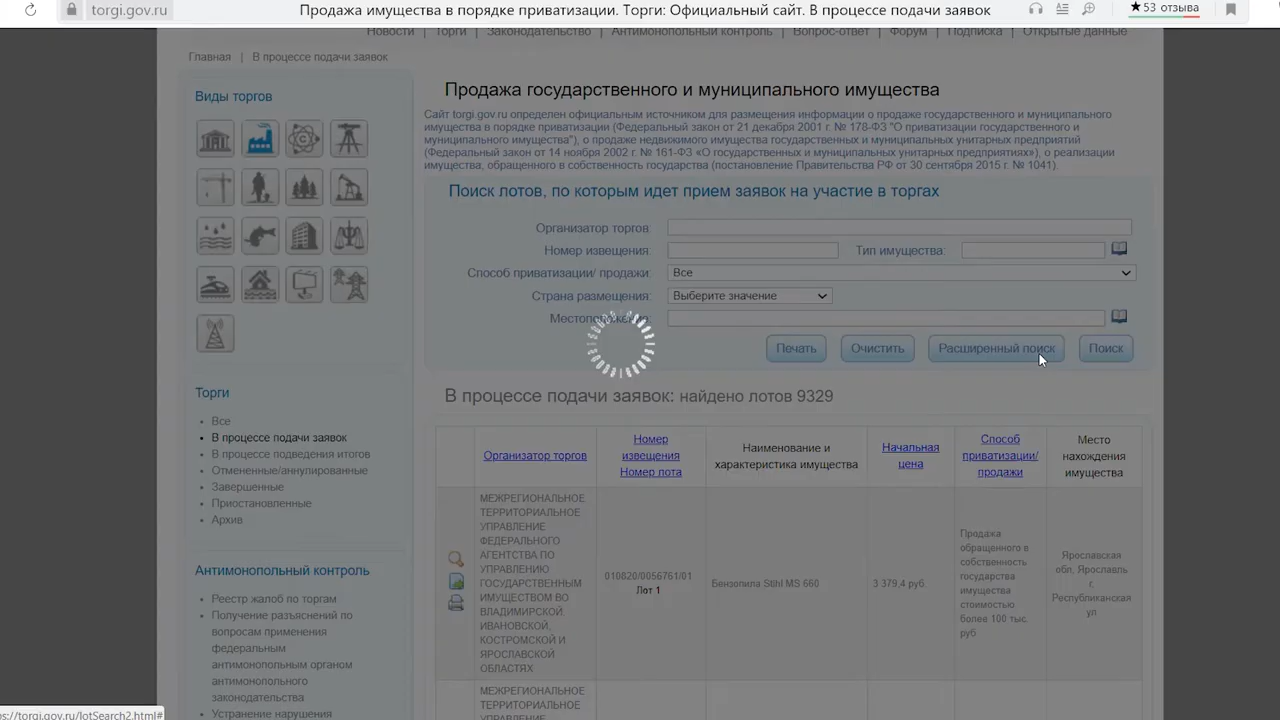 torgi.gov.ru
Продажа имущества в порядке приватизации. Торги: Официальный сайт. В процессе подачи заявок
★53 отзыва
Новости | Торги | Законодательство | Антимонопольный контроль | Вопрос-ответ | Форум | Подписка | Открытые данные
Главная | В процессе подачи заявок
Виды торгов
Торги
Все
В процессе подачи заявок
В процессе подведения итогов
Отмененные/аннулированные
Завершенные
Приостановленные
Архив
Антимонопольный контроль
Реестр жалоб по торгам
Получение разъяснений по
вопросам применения
федеральным
антимонопольным органом
антимонопольного
законодательства
Устранение нарушения
Продажа государственного и муниципального имущества
Сайт torgi.gov.ru определен официальным источником для размещения информации о продаже государственного и муниципального
имущества в порядке приватизации (Федеральный закон от 21 декабря 2001 г. № 178-ФЗ "О приватизации государственного и
муниципального имущества"), о продаже недвижимого имущества государственных и муниципальных унитарных предприятий
(Федеральный закон от 14 ноября 2002 г. № 161-ФЗ «О государственных и муниципальных унитарных предприятиях»), о реализации
имущества, обращенного в собственность государства (постановление Правительства РФ от 30 сентября 2015 г. № 1041).
Поиск лотов, по которым идет прием заявок на участие в торгах
Организатор торгов:
Номер извещения: Тип имущества:
Способ приватизации/ продажи: Все
Страна размещения: Выберите значение
Местоположение:
Печать Очистить Расширенный поиск Поиск
В процессе подачи заявок: найдено лотов 9329
Организатор торгов
Номер
извещения
Номер лота
Наименование и
характеристика имущества
Начальная
цена
Способ
приватизации/
продажи
Место
нахождения
имущества
МЕЖРЕГИОНАЛЬНОЕ
ТЕРРИТОРИАЛЬНОЕ
УПРАВЛЕНИЕ
ФЕДЕРАЛЬНОГО
АГЕНТСТВА ПО
УПРАВЛЕНИЮ
ГОСУДАРСТВЕННЫМ
ИМУЩЕСТВОМ ВО
ВЛАДИМИРСКОЙ,
ИВАНОВСКОЙ,
КОСТРОМСКОЙ И
ЯРОСЛАВСКОЙ
ОБЛАСТЯХ
010820/0056761/01
Лот 1
Бензопила Stihl MS 660
3 379,4 руб.
Продажа
обращенного в
собственность
государства
имущества
стоимостью
более 100 тыс.
руб
Ярославская
обл, Ярославль
г,
Республиканская
ул
МЕЖРЕГИОНАЛЬНОЕ
ТЕРРИТОРИАЛЬНОЕ
УПРАВЛЕНИЕ
ps://torgi.gov.ru/lotSearch2.html#